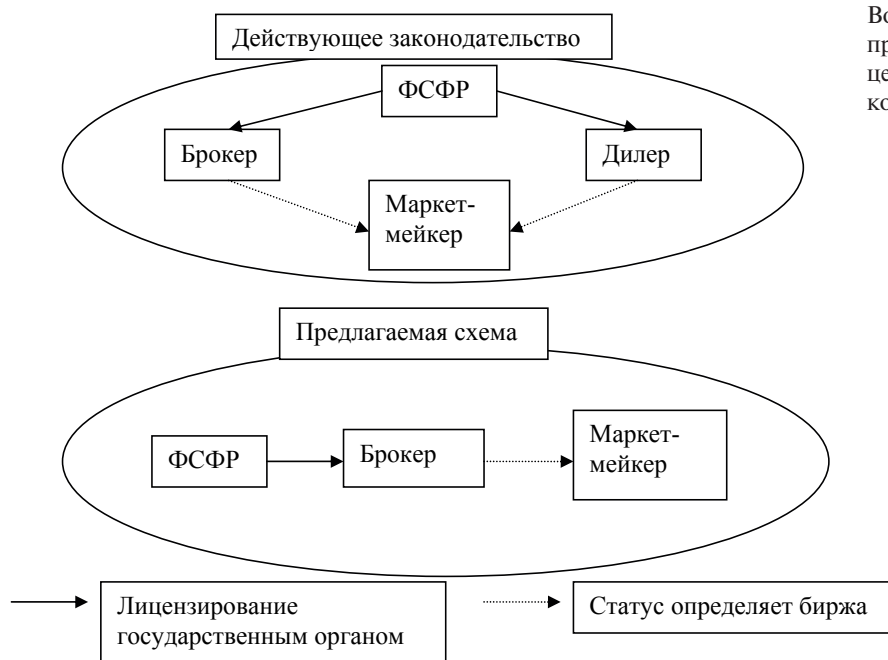 Действующее законодательство
ФСФР
Брокер
Дилер
Маркет-
мейкер
Предлагаемая схема
ФСФР
Брокер
Маркет-
мейкер
Лицензирование
государственным органом
Статус определяет биржа